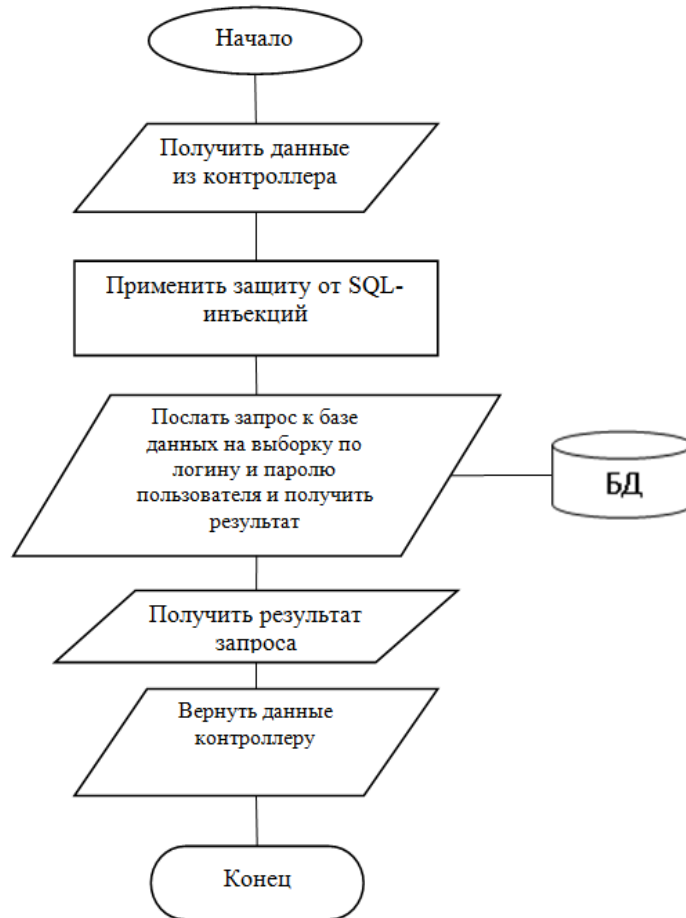 Начало
Получить данные
из контроллера
Применить защиту от SQL-
инъекций
Послать запрос к базе
данных на выборку по
логину и паролю
пользователя и получить
результат
БД
Получить результат
запроса
Вернуть данные
контроллеру
Конец